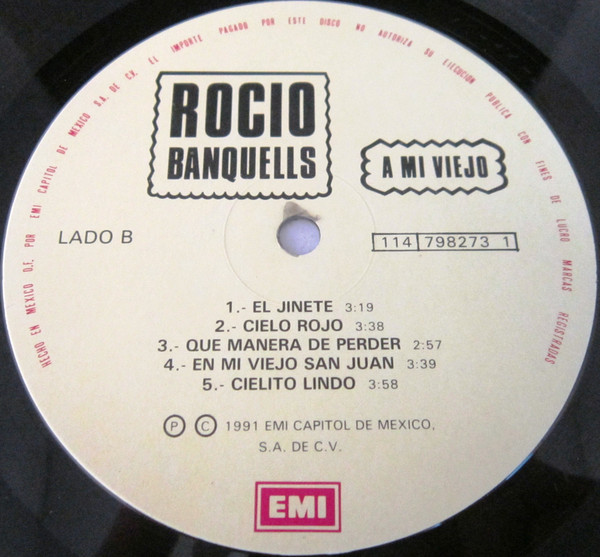 HECHO EN MEXICO D.F. POR EMI CAPITOL DE MEXICO S.A. DE C.V. EL IMPORTE PAGADO POR ESTE DISCO NO AUTORIZA SU EJECUCION PUBLICA CON FINES DE LUCRO MARCAS REGISTRADAS
ROCIO
BANQUELLS
A MI VIEJO
LADO B
114 798273 1
1.- EL JINETE 3:19
2.- CIELO ROJO 3:38
3.- QUE MANERA DE PERDER 2:57
4.- EN MI VIEJO SAN JUAN 3:39
5.- CIELITO LINDO 3:58
Ⓟ Ⓒ 1991 EMI CAPITOL DE MEXICO,
S.A. DE C.V.
EMI